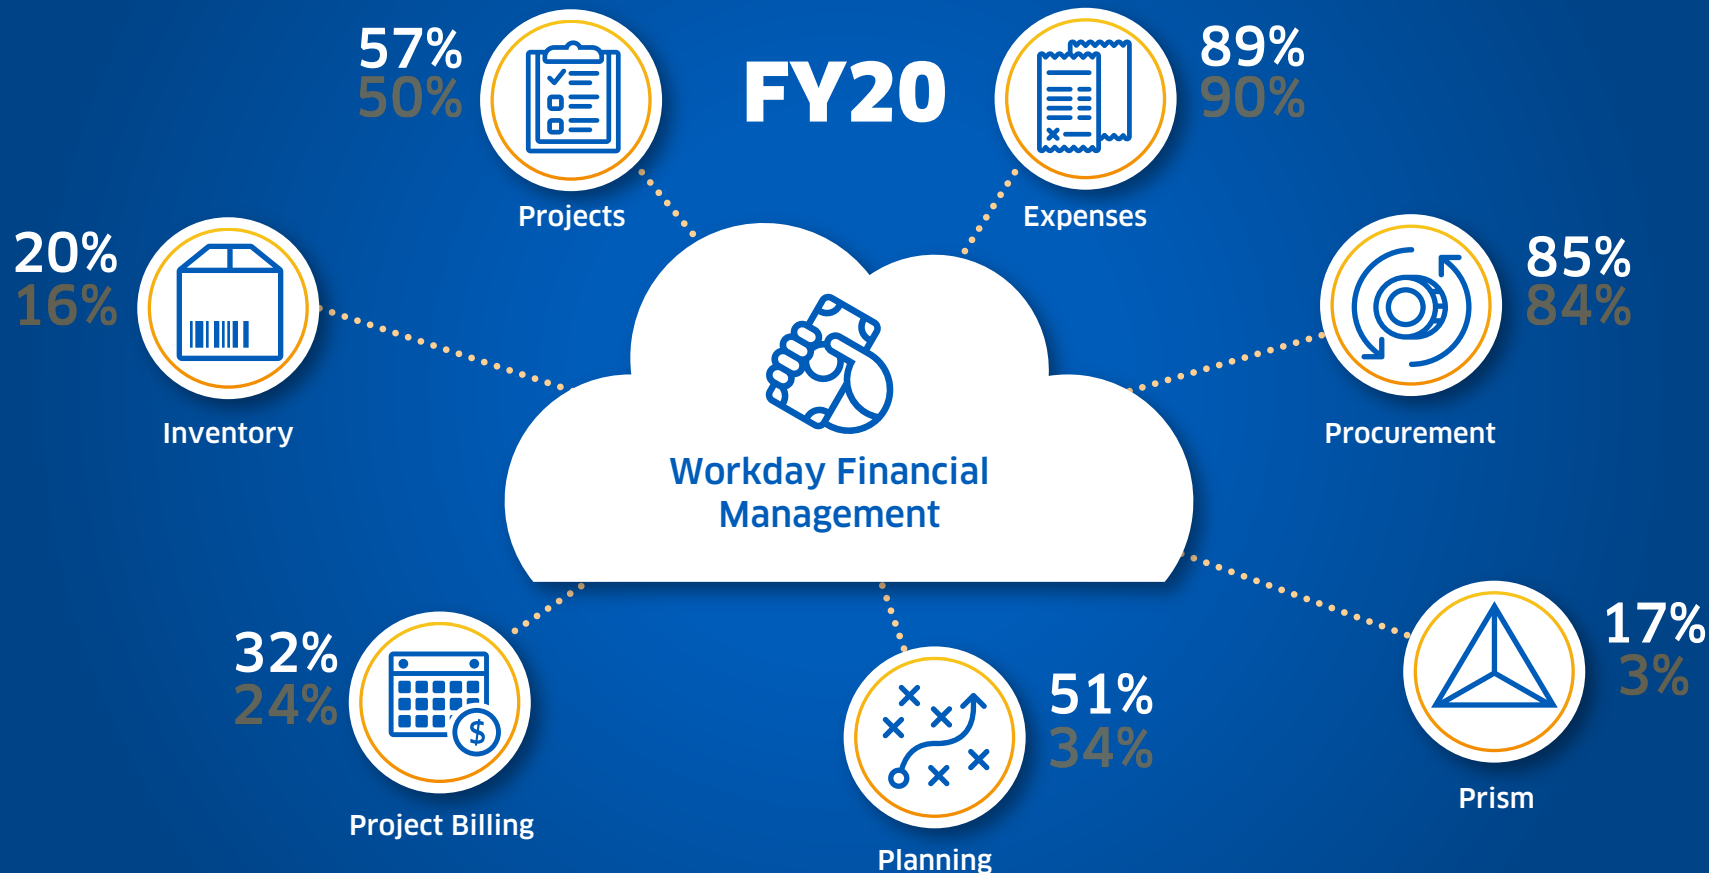 FY20
57%
50%
Projects
89%
90%
Expenses
20%
16%
Inventory
85%
84%
Procurement
Workday Financial
Management
32%
24%
$
Project Billing
51%
34%
Planning
17%
3%
Prism